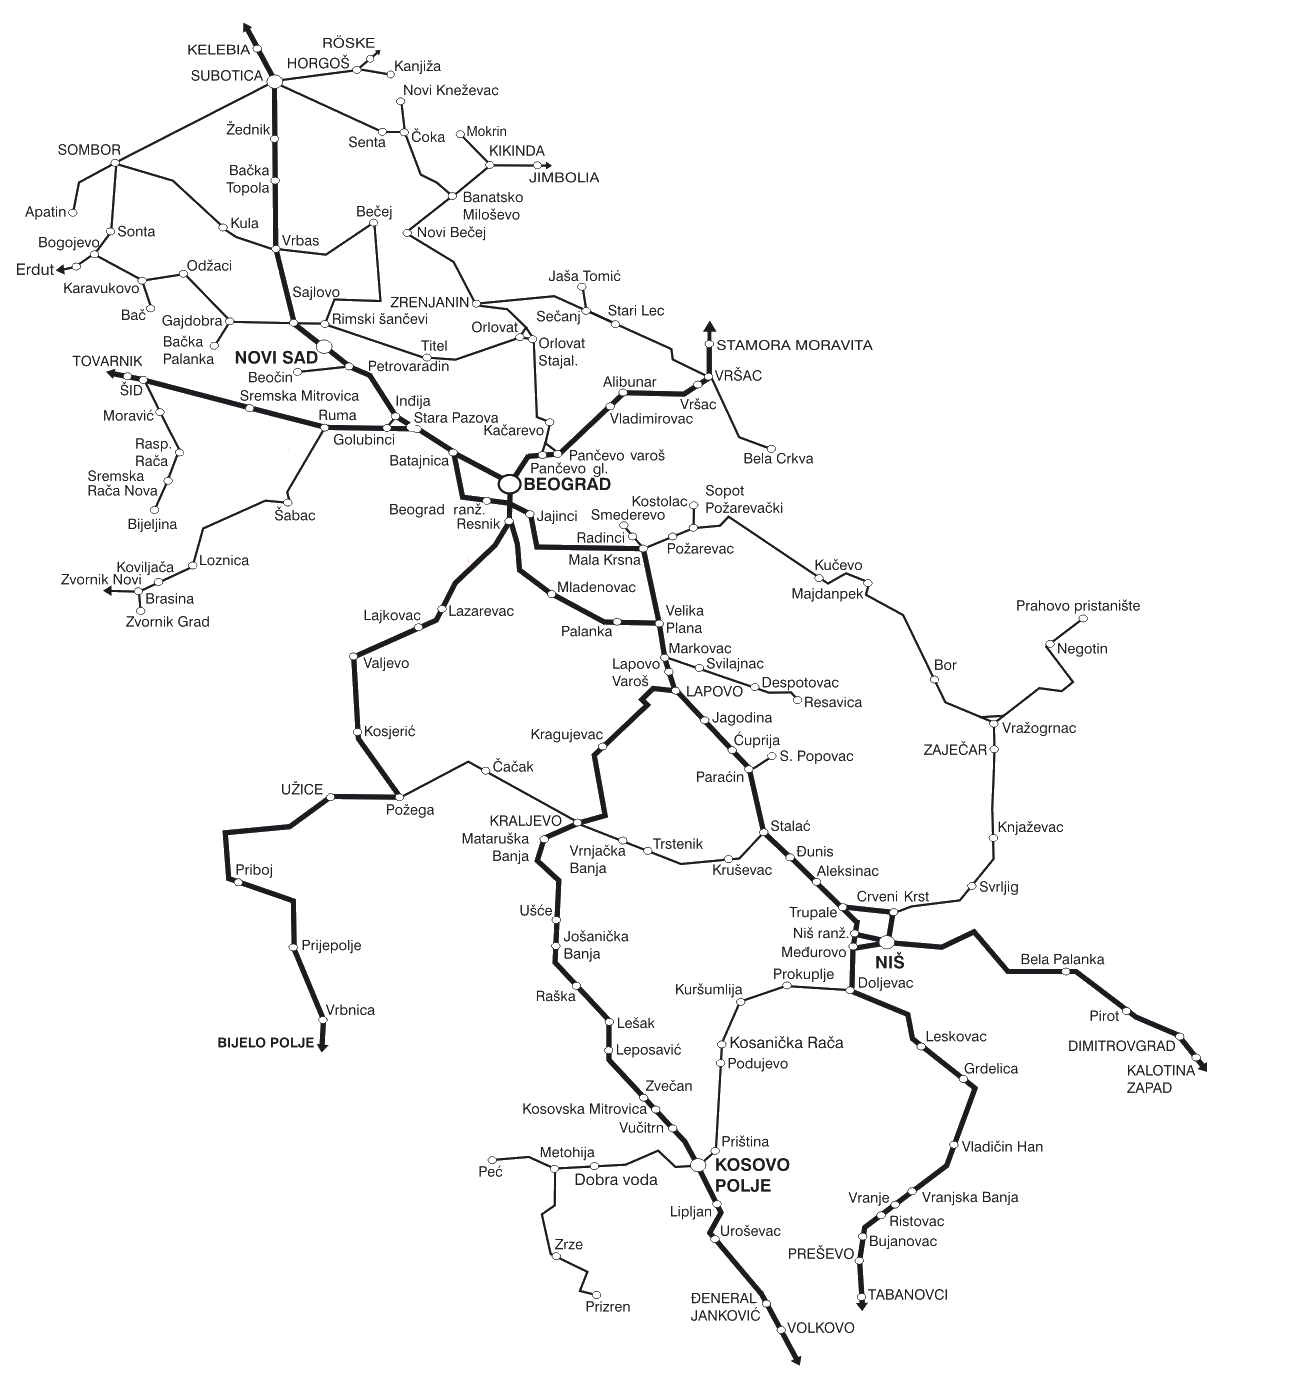 RÖSKE
KELEBIA
HORGOŠ
Kanjiža
SUBOTICA
Novi Kneževac
Žednik
Senta
Čoka
Mokrin
SOMBOR
KIKINDA
Bačka
Topola
JIMBOLIA
Banatsko
Miloševo
Apatin
Bečej
Kula
Sonta
Novi Bečej
Vrbas
Bogojevo
Erdut
Odžaci
Karavukovo
Jaša Tomić
Sajlovo
ZRENJANIN
Bač
Gajdobra
Rimski šančevi
Sečanj
Stari Lec
Orlovat
Bačka
Palanka
NOVI SAD
Titel
Orlovat
Stajal.
STAMORA MORAVITA
TOVARNIK
Petrovaradin
Beočin
VRŠAC
ŠID
Sremska Mitrovica
Alibunar
Inđija
Vršac
Moravić
Ruma
Stara Pazova
Vladimirovac
Golubinci
Kačarevo
Rasp.
Rača
Batajnica
Pančevo varoš
Bela Crkva
Pančevo gl.
Sremska
Rača Nova
BEOGRAD
Bijeljina
Šabac
Beograd ranž.
Resnik
Jajinci
Kostolac
Sopot
Požarevački
Smederevo
Radinci
Požarevac
Mala Krsna
Koviljača
Loznica
Zvornik Novi
Kučevo
Majdanpek
Brasina
Zvornik Grad
Mladenovac
Prahovo pristanište
Lajkovac
Lazarevac
Velika
Plana
Palanka
Negotin
Markovac
Valjevo
Lapovo
Varoš
Svilajnac
Bor
Despotovac
LAPOVO
Resavica
Jagodina
Kosjerić
Kragujevac
Ćuprija
Vražogrnac
ZAJEČAR
S. Popovac
Čačak
Paraćin
UŽICE
Požega
KRALJEVO
Stalać
Knjaževac
Mataruška
Banja
Vrnjačka
Banja
Trstenik
Đunis
Kruševac
Aleksinac
Priboj
Svrljig
Crveni Krst
Ušće
Trupale
Niš ranž.
Jošanička
Banja
Prijepolje
Međurovo
NIŠ
Bela Palanka
Prokuplje
Doljevac
Kuršumlija
Raška
Vrbnica
Pirot
Lešak
BIJELO POLJE
Kosanička Rača
Leskovac
DIMITROVGRAD
Leposavić
Podujevo
Grdelica
KALOTINA
ZAPAD
Zvečan
Kosovska Mitrovica
Vučitrn
Priština
Vladičin Han
Metohija
Peć
KOSOVO
POLJE
Dobra voda
Vranje
Vranjska Banja
Lipljan
Ristovac
Uroševac
Bujanovac
Zrze
PREŠEVO
TABANOVCI
Prizren
ĐENERAL
JANKOVIĆ
VOLKOVO